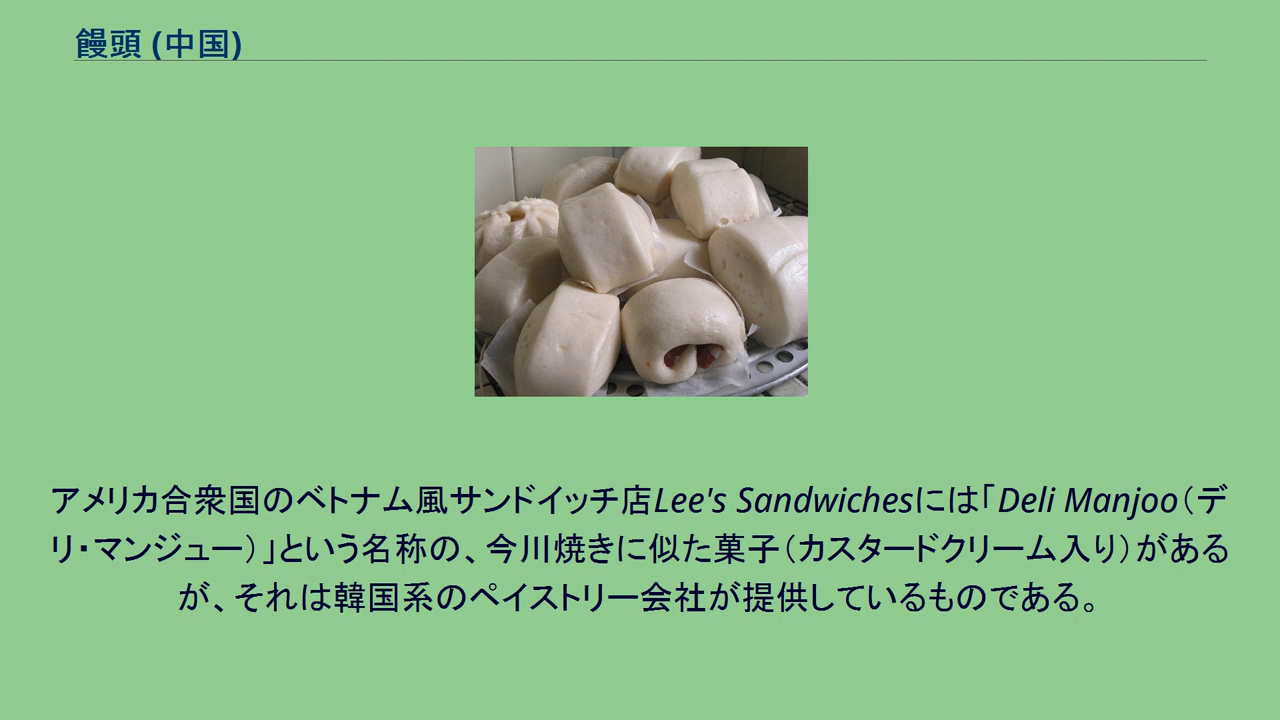 饅頭 (中国)
アメリカ合衆国のベトナム風サンドイッチ店Lee's Sandwichesには「Deli Manjoo（デ
リ・マンジュー）」という名称の、今川焼きに似た菓子（カスタードクリーム入り）がある
が、それは韓国系のペイストリー会社が提供しているものである。